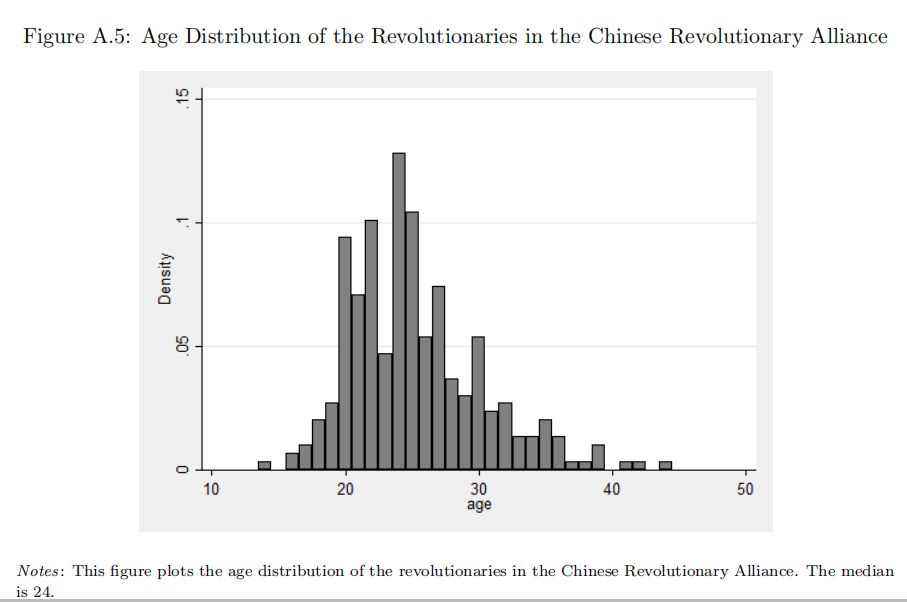 Figure A.5: Age Distribution of the Revolutionaries in the Chinese Revolutionary Alliance
.15
.1
.05
0
Density
10 20 30 40 50
age
Notes: This figure plots the age distribution of the revolutionaries in the Chinese Revolutionary Alliance. The median
is 24.